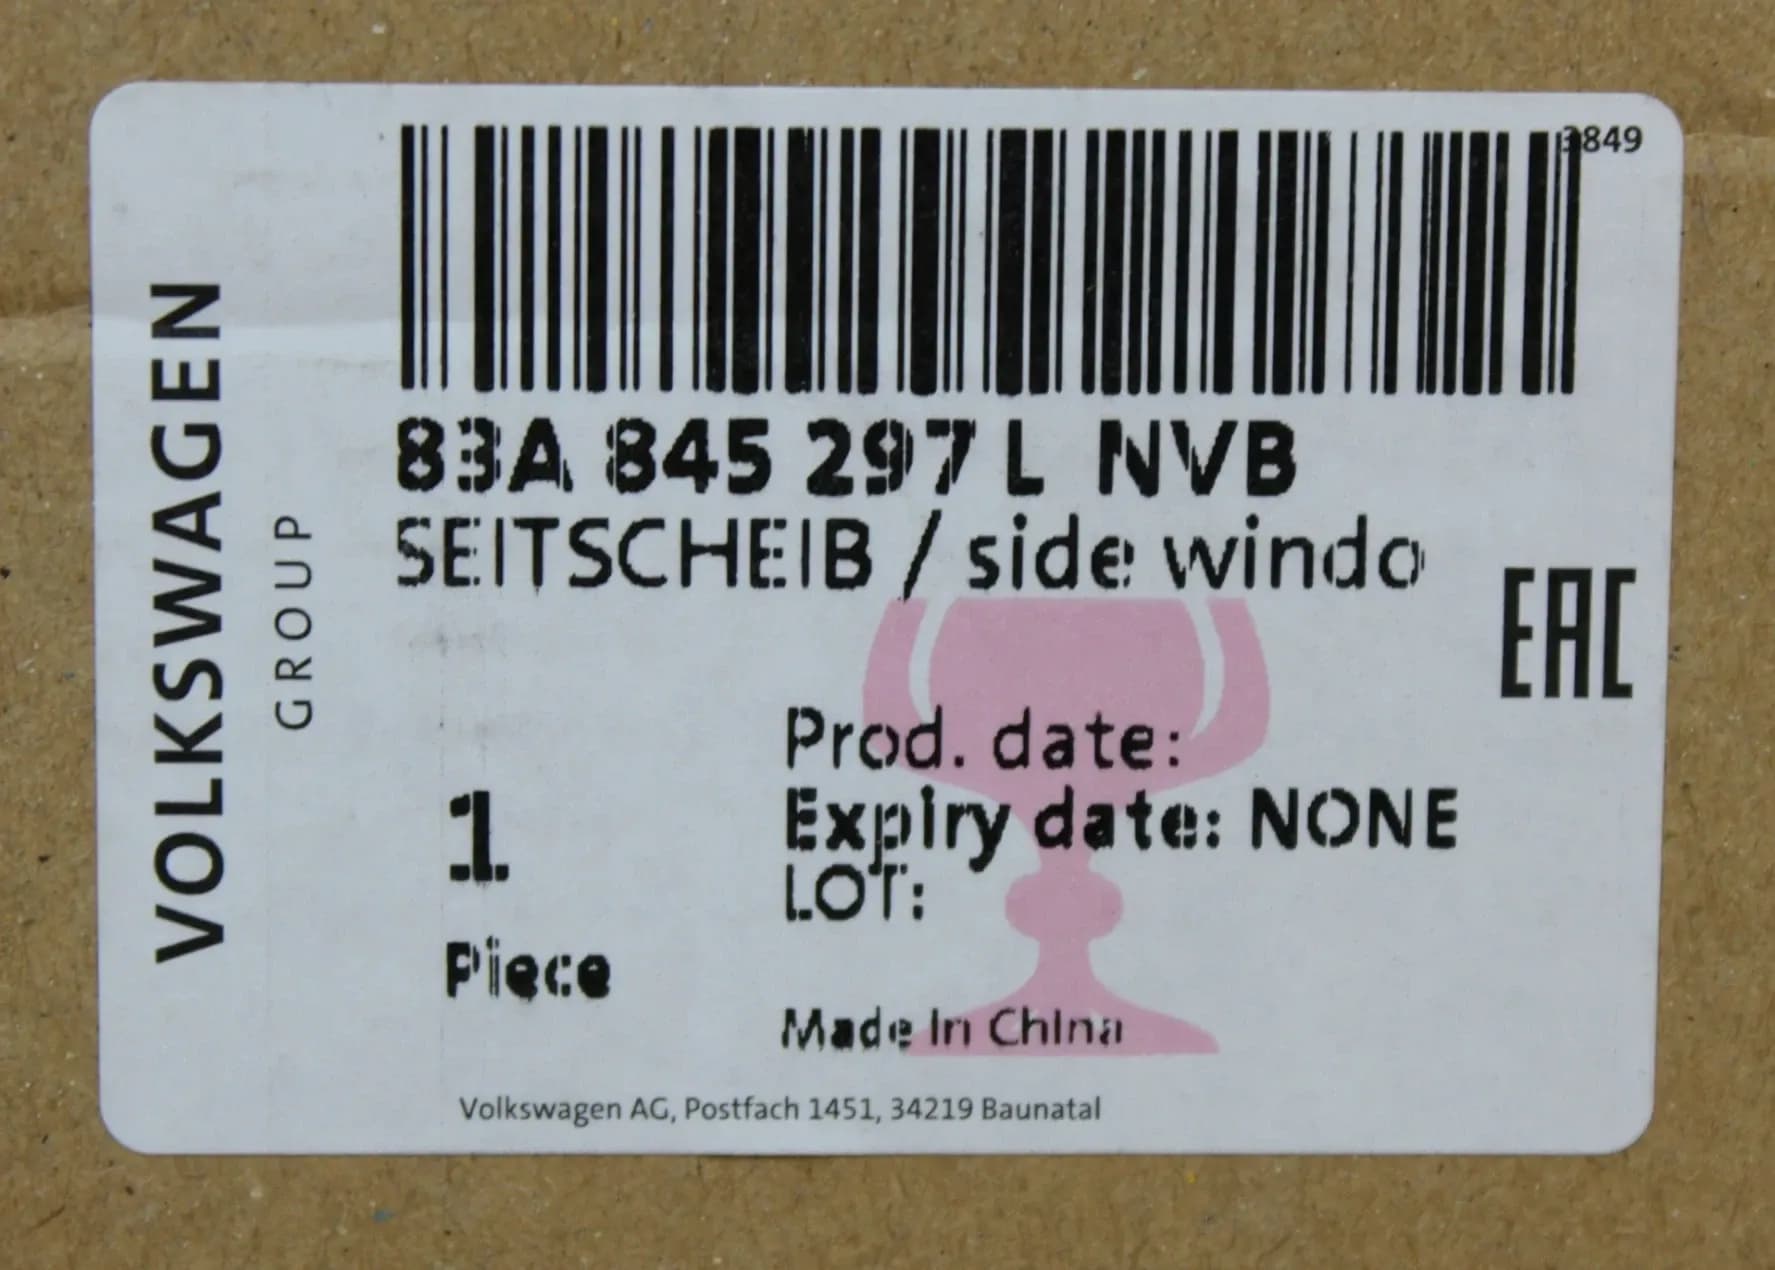 3849
83A 845 297 L NVB
SEITSCHEIB / side windo
VOLKSWAGEN
GROUP
EAC
Prod. date:
Expiry date: NONE
LOT:
1
Piece
Made in China
Volkswagen AG, Postfach 1451, 34219 Baunatal